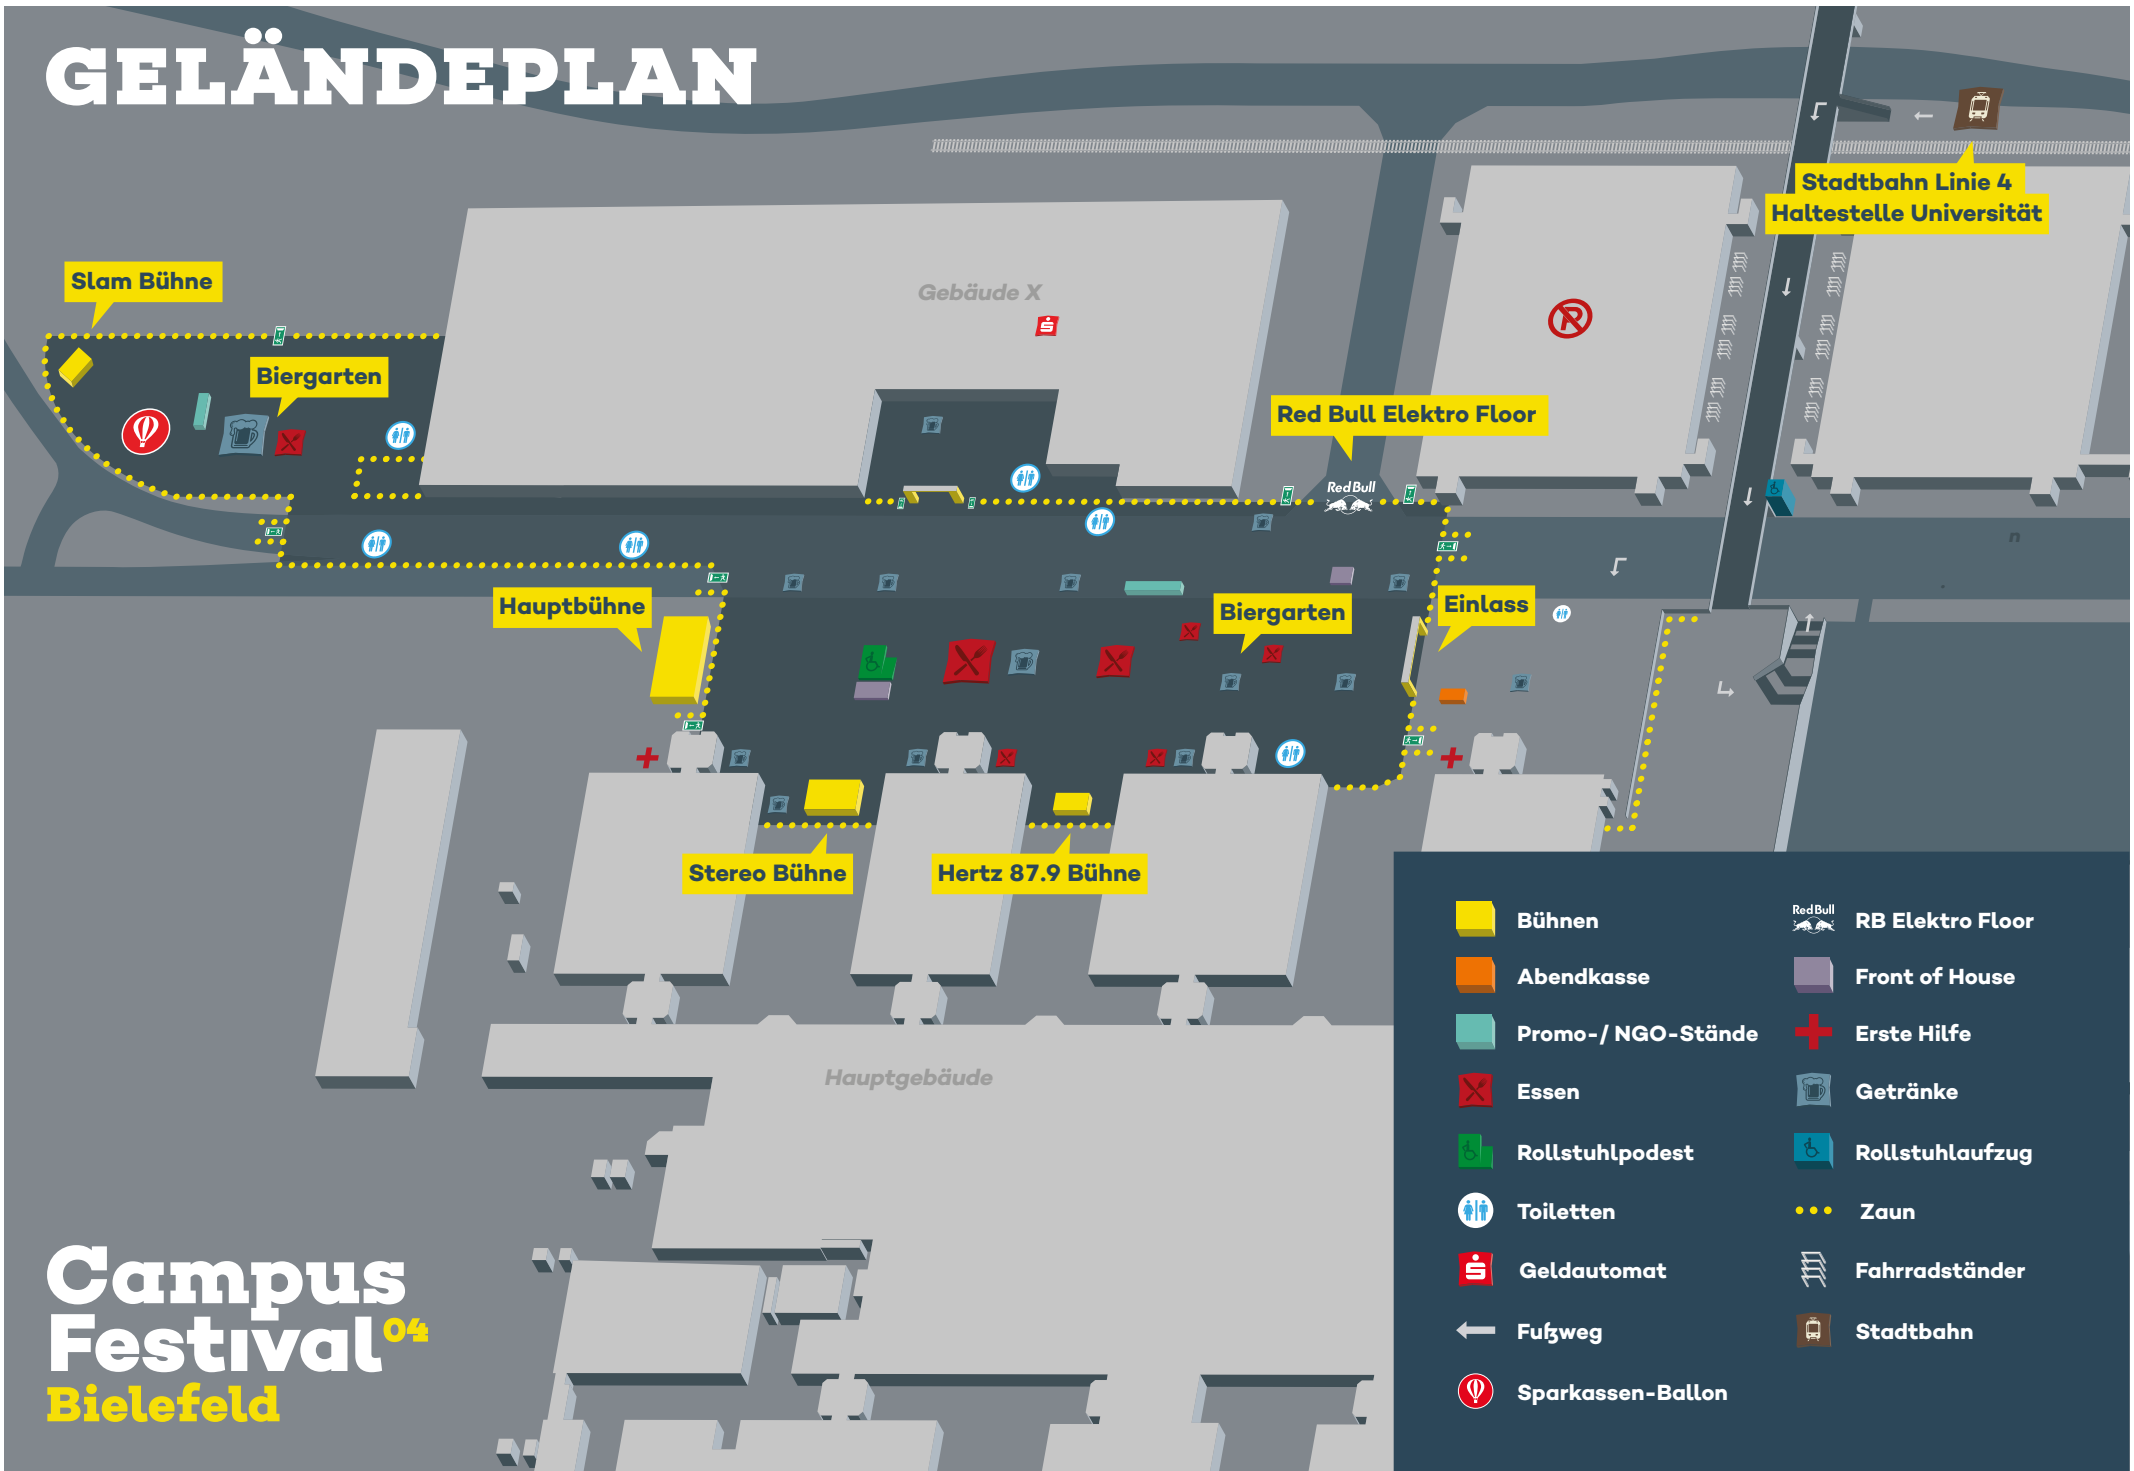 GELÄNDEPLAN
Stadtbahn Linie 4
Haltestelle Universität
Slam Bühne
Gebäude X
Biergarten
Red Bull Elektro Floor
Red Bull
n
Hauptbühne
Biergarten
Einlass
Stereo Bühne
Hertz 87.9 Bühne
Hauptgebäude
Bühnen
Abendkasse
Promo-/ NGO-Stände
Essen
Rollstuhlpodest
Toiletten
Geldautomat
Fußweg
Sparkassen-Ballon
Red Bull
RB Elektro Floor
Front of House
Erste Hilfe
Getränke
Rollstuhlaufzug
Zaun
Fahrradständer
Stadtbahn
Campus
Festival 04
Bielefeld